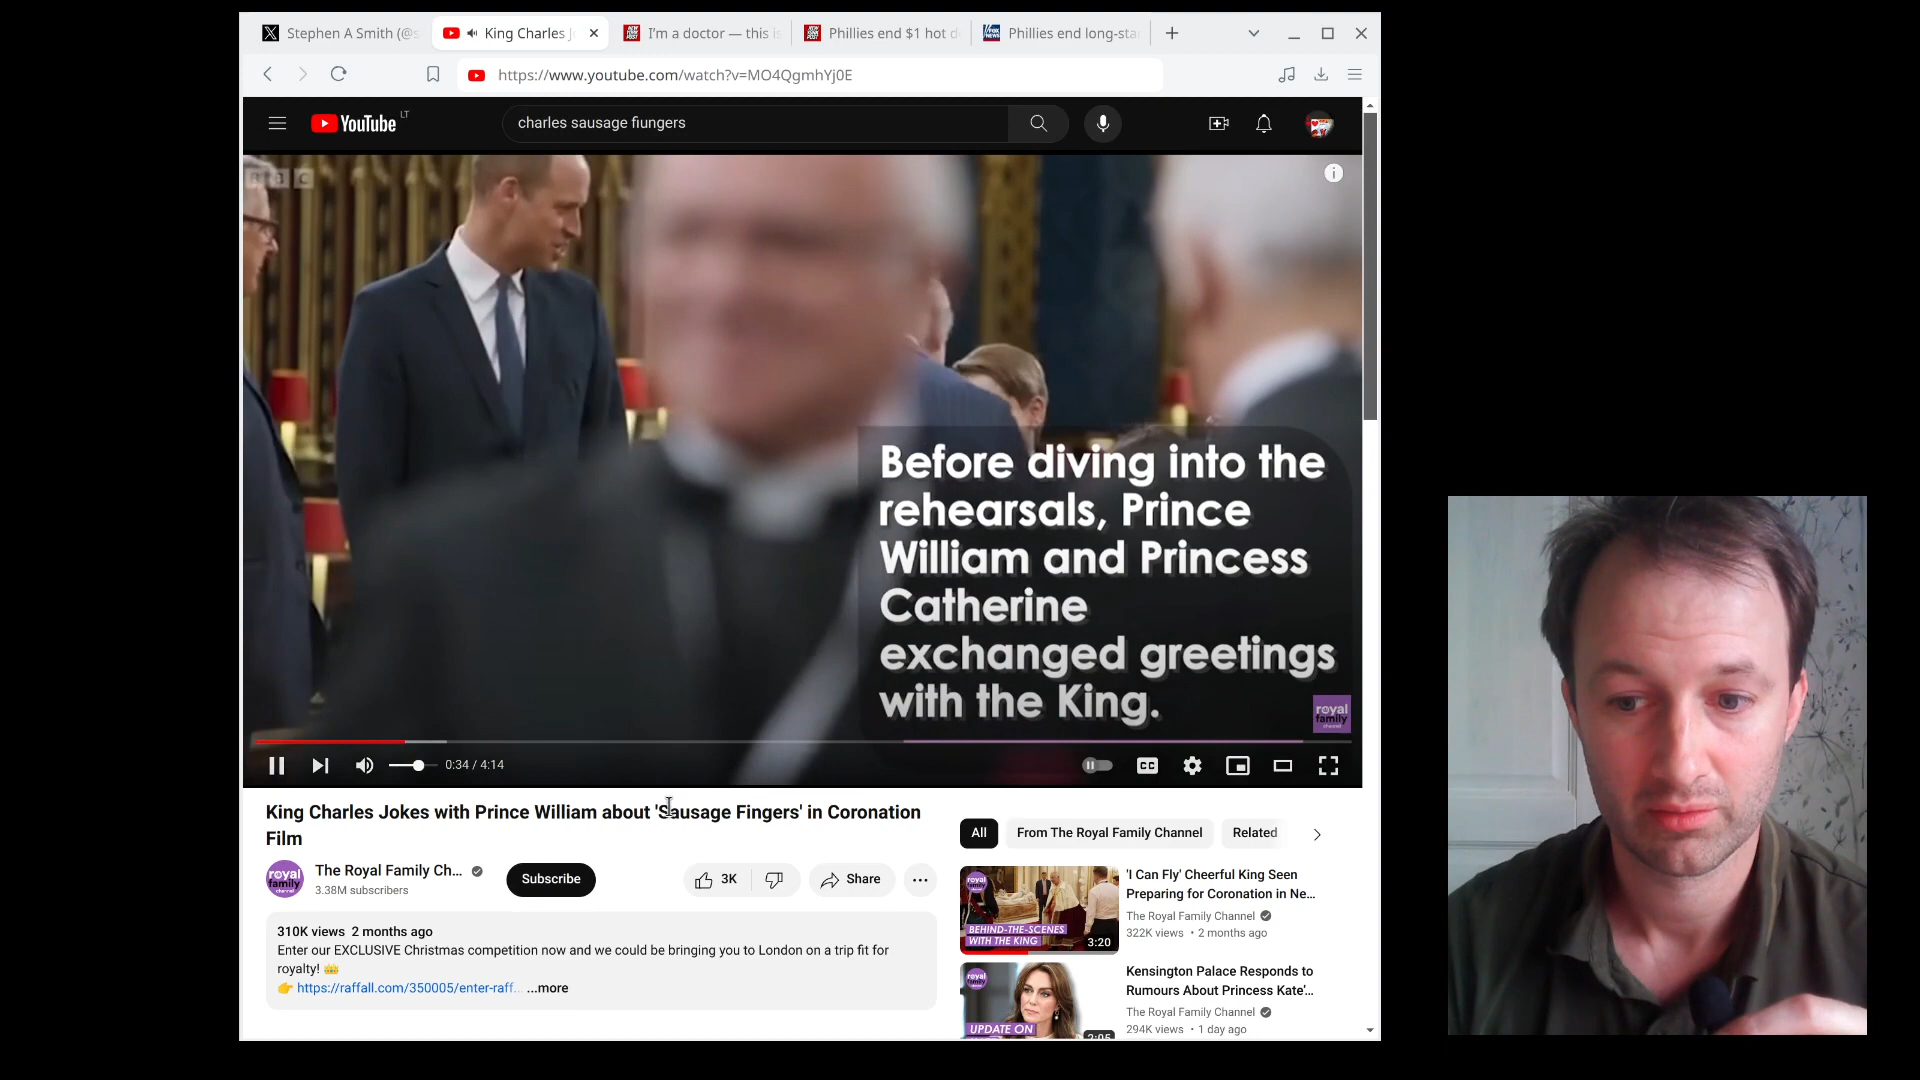 Stephen A Smith (@s
King Charles J
I'm a doctor — this is
Phillies end $1 hot d
Phillies end long-sta
https://www.youtube.com/watch?v=MO4QgmhYj0E
YouTube LT
charles sausage fiungers
BBC
Before diving into the
rehearsals, Prince
William and Princess
Catherine
exchanged greetings
with the King.
royal
family
channel
0:34 / 4:14
CC
King Charles Jokes with Prince William about 'Sausage Fingers' in Coronation
Film
The Royal Family Ch...
3.38M subscribers
Subscribe
3K
Share
310K views 2 months ago
Enter our EXCLUSIVE Christmas competition now and we could be bringing you to London on a trip fit for
royalty! 👑
👉 https://raffall.com/350005/enter-raff... ...more
All
From The Royal Family Channel
Related
BEHIND-THE-SCENES
WITH THE KING
3:20
'I Can Fly' Cheerful King Seen
Preparing for Coronation in Ne...
The Royal Family Channel
322K views • 2 months ago
UPDATE ON
Kensington Palace Responds to
Rumours About Princess Kate'...
The Royal Family Channel
294K views • 1 day ago